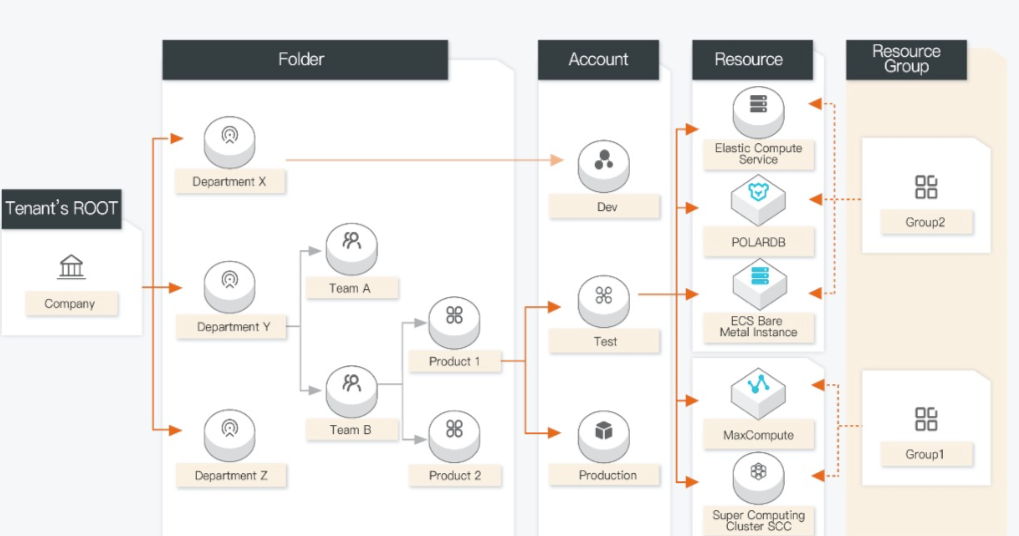 Folder
Account
Resource
Resource
Group
Tenant's ROOT
Company
Department X
Department Y
Department Z
Team A
Team B
Product 1
Product 2
Dev
Test
Production
Elastic Compute
Service
POLARDB
ECS Bare
Metal Instance
MaxCompute
Super Computing
Cluster SCC
Group2
Group1